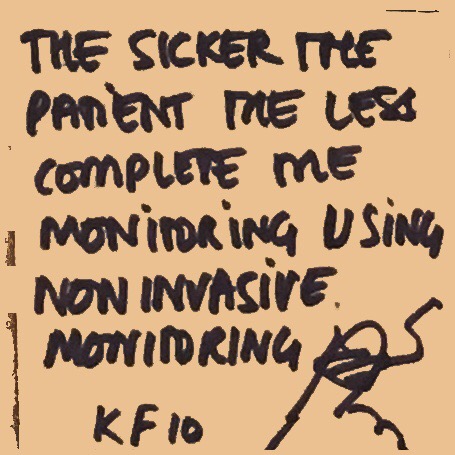 THE SICKER THE
PATIENT THE LESS
COMPLETE THE
MONITORING USING
NON INVASIVE
MONITORING
KF10